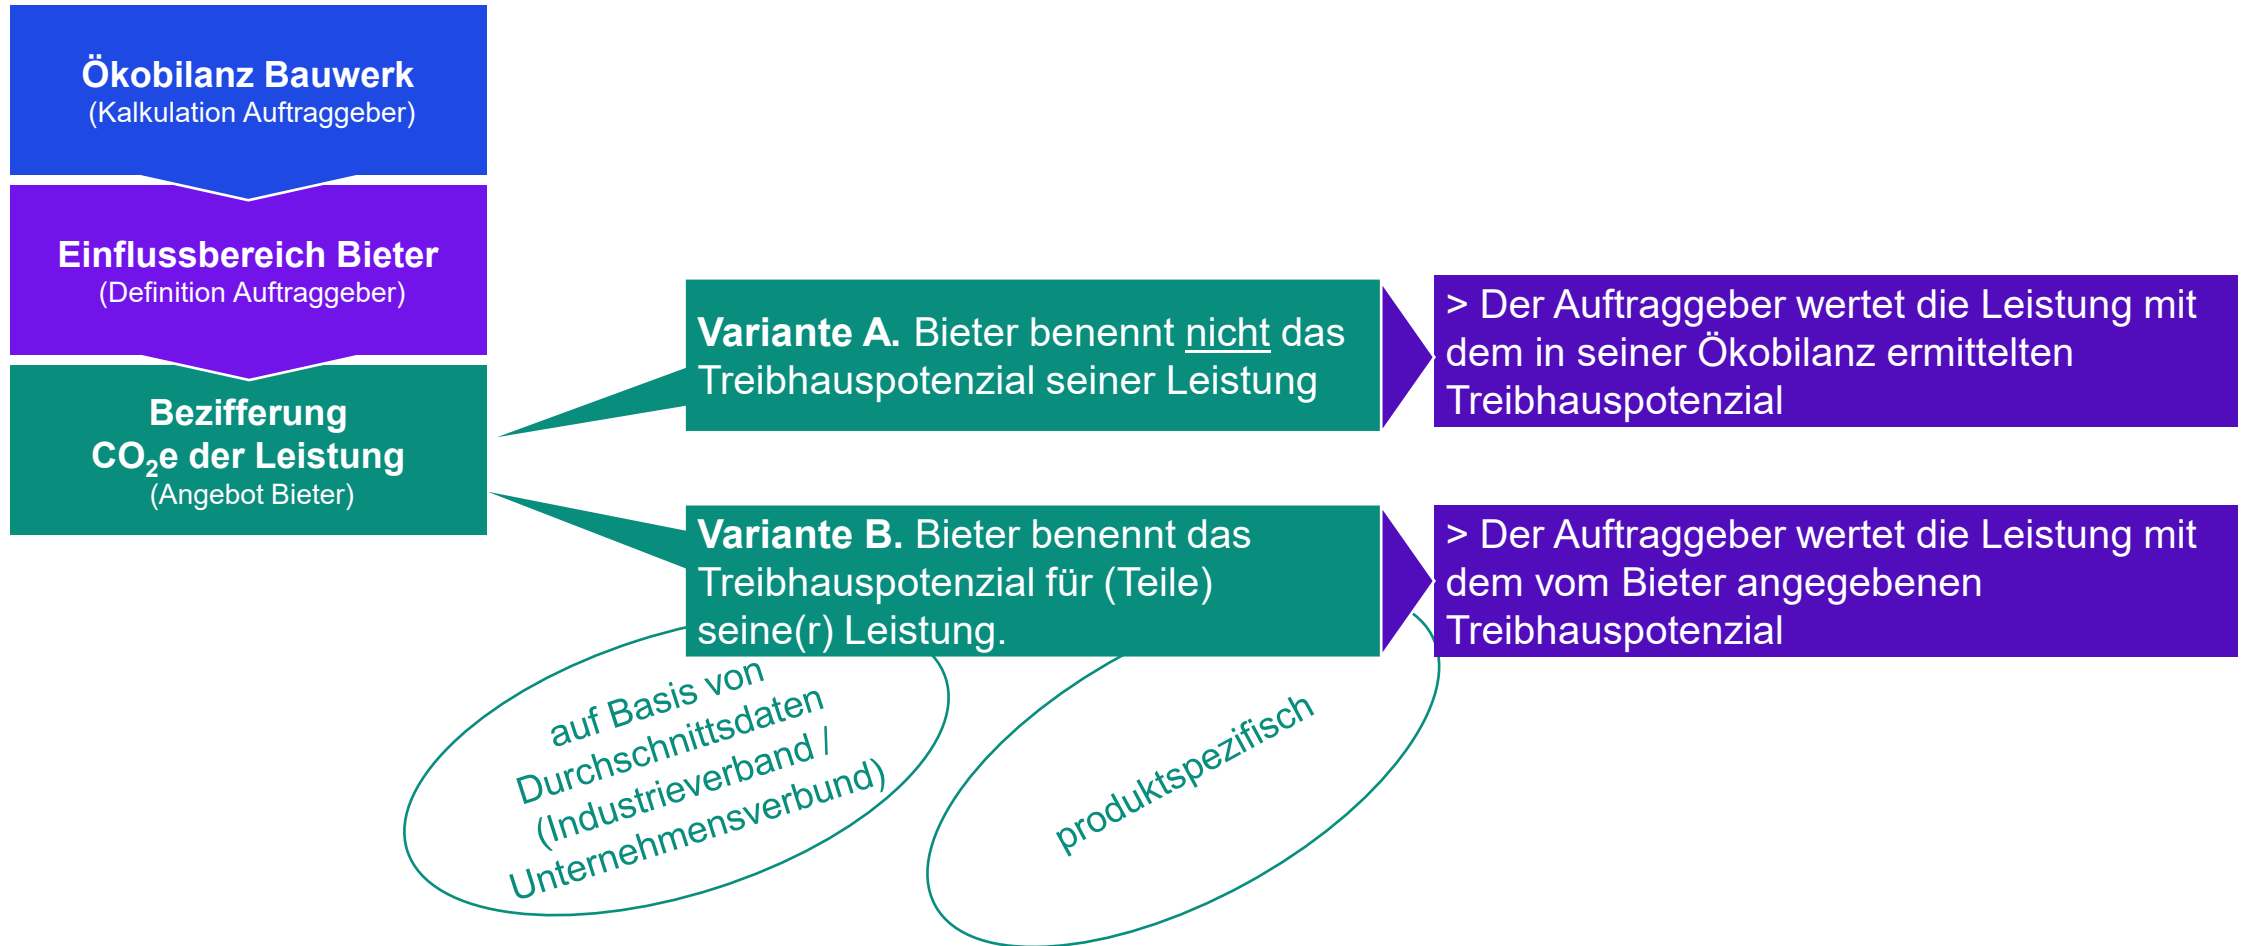 Ökobilanz Bauwerk
(Kalkulation Auftraggeber)
Einflussbereich Bieter
(Definition Auftraggeber)
Bezifferung
CO₂e der Leistung
(Angebot Bieter)
Variante A. Bieter benennt nicht das
Treibhauspotenzial seiner Leistung
> Der Auftraggeber wertet die Leistung mit
dem in seiner Ökobilanz ermittelten
Treibhauspotenzial
Variante B. Bieter benennt das
Treibhauspotenzial für (Teile)
seine(r) Leistung.
> Der Auftraggeber wertet die Leistung mit
dem vom Bieter angegebenen
Treibhauspotenzial
auf Basis von
Durchschnittsdaten
(Industrieverband /
Unternehmensverbund)
produktspezifisch